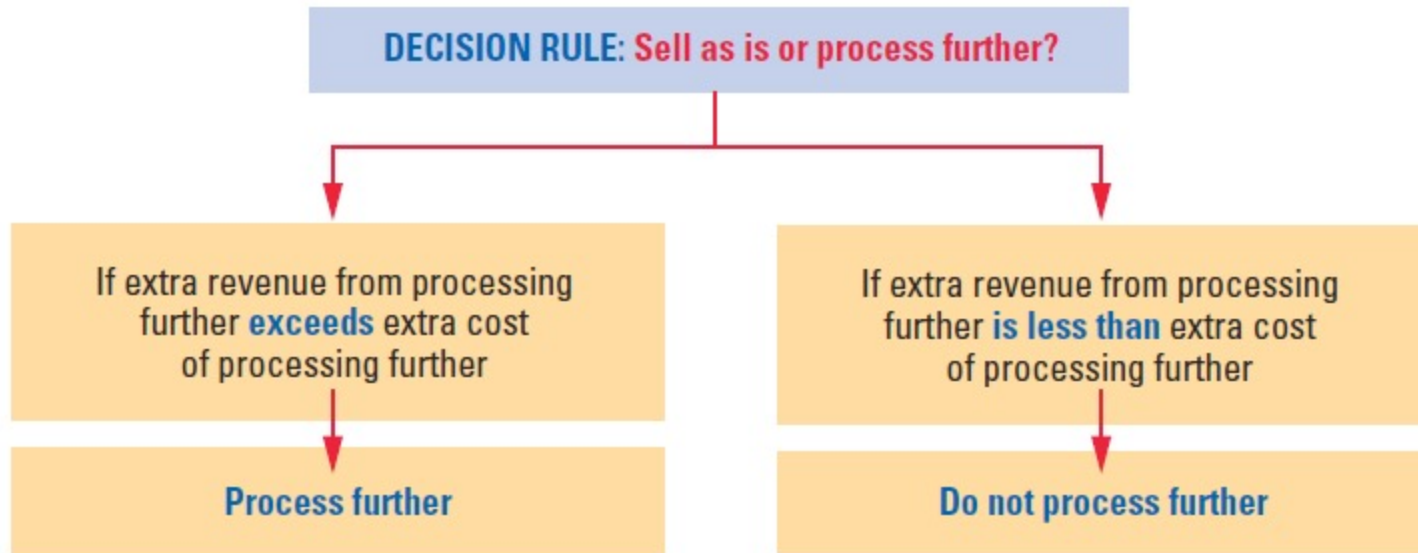 DECISION RULE: Sell as is or process further?
If extra revenue from processing
further exceeds extra cost
of processing further
Process further
If extra revenue from processing
further is less than extra cost
of processing further
Do not process further